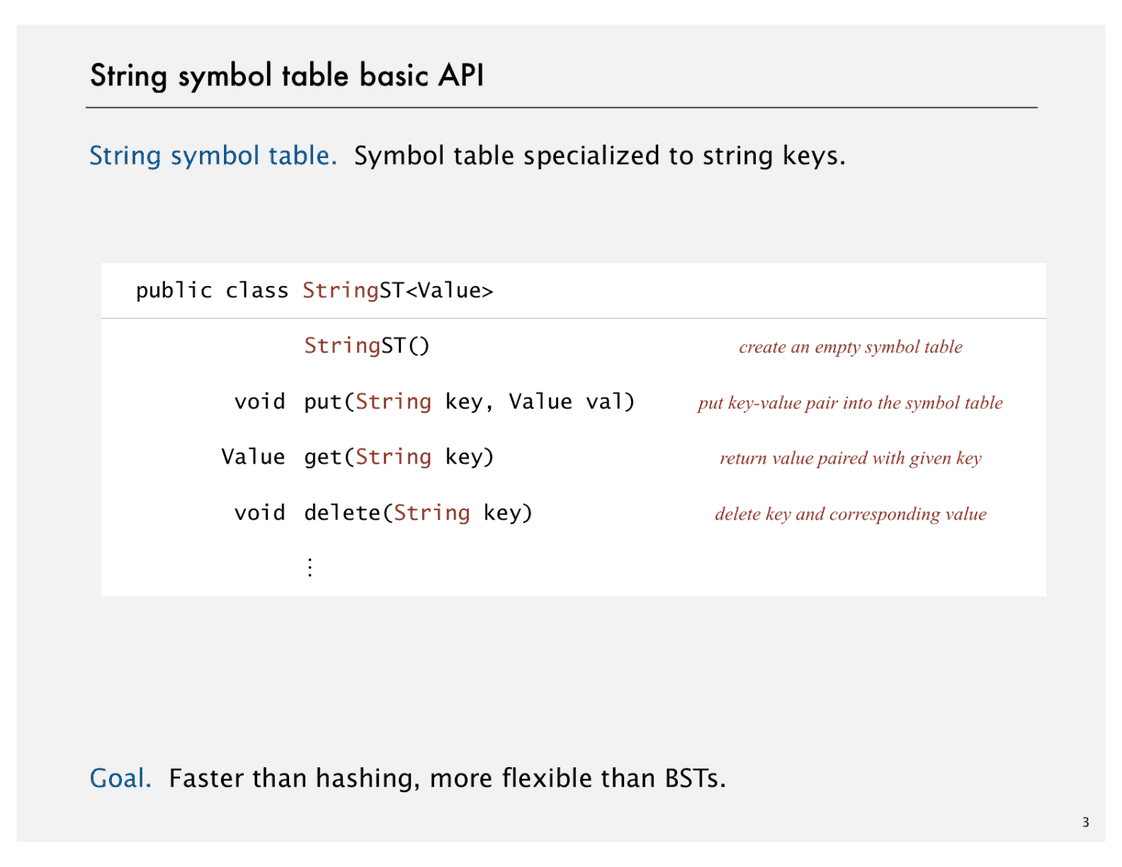 String symbol table basic API
String symbol table. Symbol table specialized to string keys.
public class StringST<Value>
StringST() create an empty symbol table
void put(String key, Value val) put key-value pair into the symbol table
Value get(String key) return value paired with given key
void delete(String key) delete key and corresponding value
⋮
Goal. Faster than hashing, more flexible than BSTs.
3